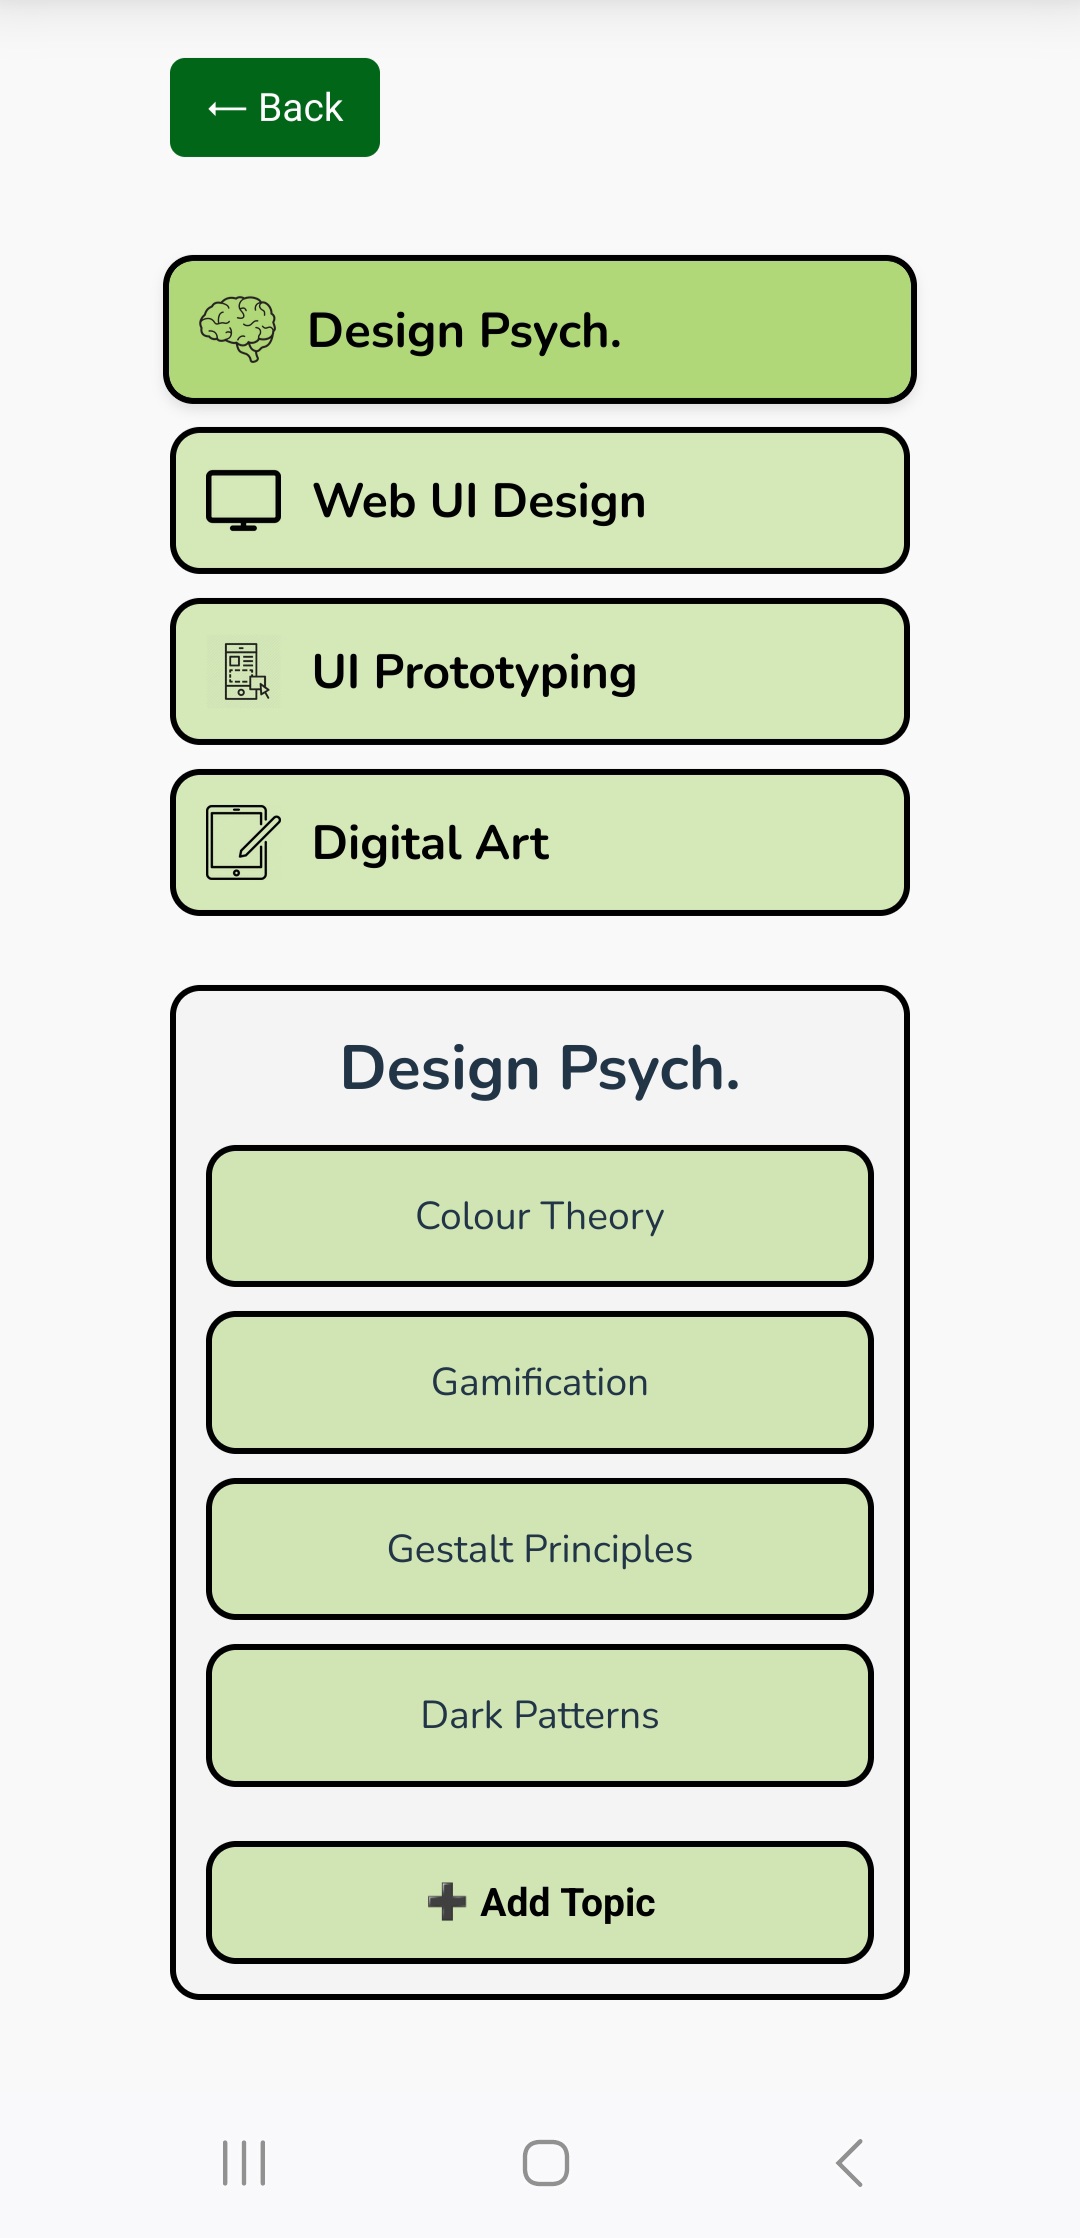 ← Back
Design Psych.
Web UI Design
UI Prototyping
Digital Art
Design Psych.
Colour Theory
Gamification
Gestalt Principles
Dark Patterns
➕ Add Topic